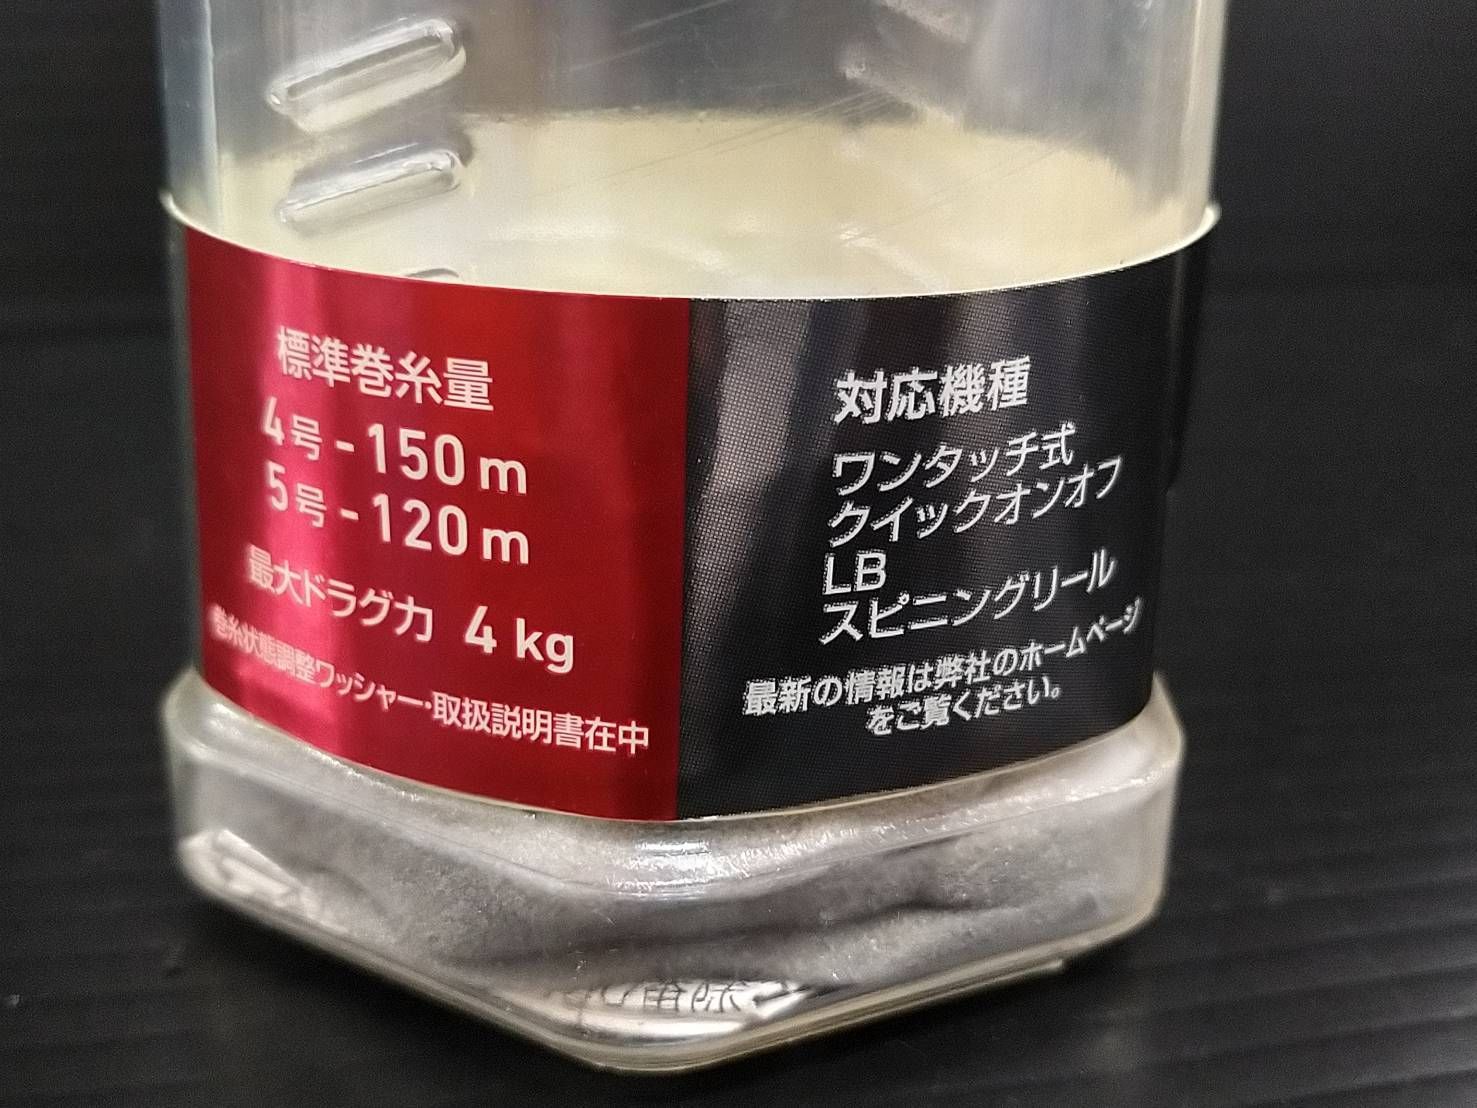 標準巻糸量
4号-150m
5号-120m
最大ドラグ力 4kg
巻糸状態調整ワッシャー・取扱説明書在中
対応機種
ワンタッチ式
クイックオンオフ
LB
スピニングリール
最新の情報は弊社のホームページ
をご覧ください。